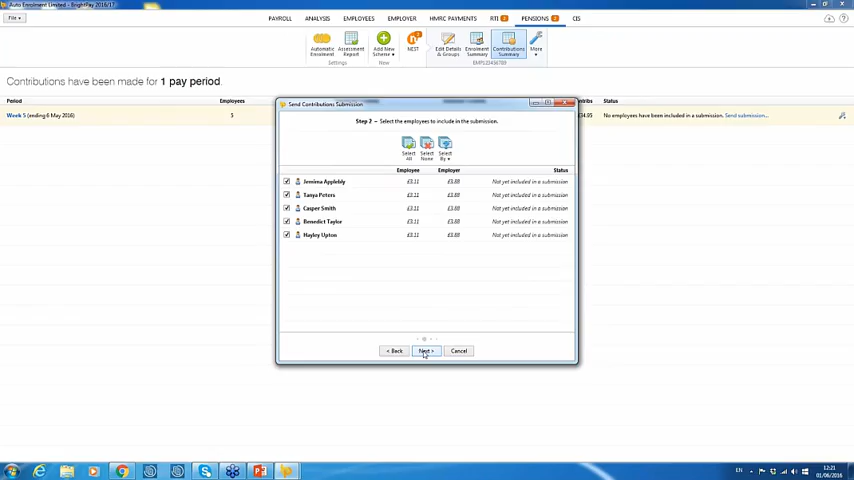 Auto Enrolment Limited - BrightPay 2016/17
File
PAYROLL ANALYSIS EMPLOYEES EMPLOYER HMRC PAYMENTS RTI PENSIONS CIS
Automatic Enrolment
Assessment Report
Add New Scheme
NEST
Edit Details & Groups
Enrolment Summary
Contributions Summary
More
Settings
New
Contributions have been made for 1 pay period.
Period Employees Status
Week 5 (ending 6 May 2016) 5 £34.95 No employees have been included in a submission. Send submission...
Send Contributions Submission
Step 2 – Select the employees to include in the submission.
Select All
Select None
Select By
Employee Employer Status
Jemima Applebly £3.11 £3.88 Not yet included in a submission
Tanya Peters £3.11 £3.88 Not yet included in a submission
Casper Smith £3.11 £3.88 Not yet included in a submission
Benedict Taylor £3.11 £3.88 Not yet included in a submission
Hayley Upton £3.11 £3.88 Not yet included in a submission
< Back Next > Cancel
EN
12:21
01/06/2016